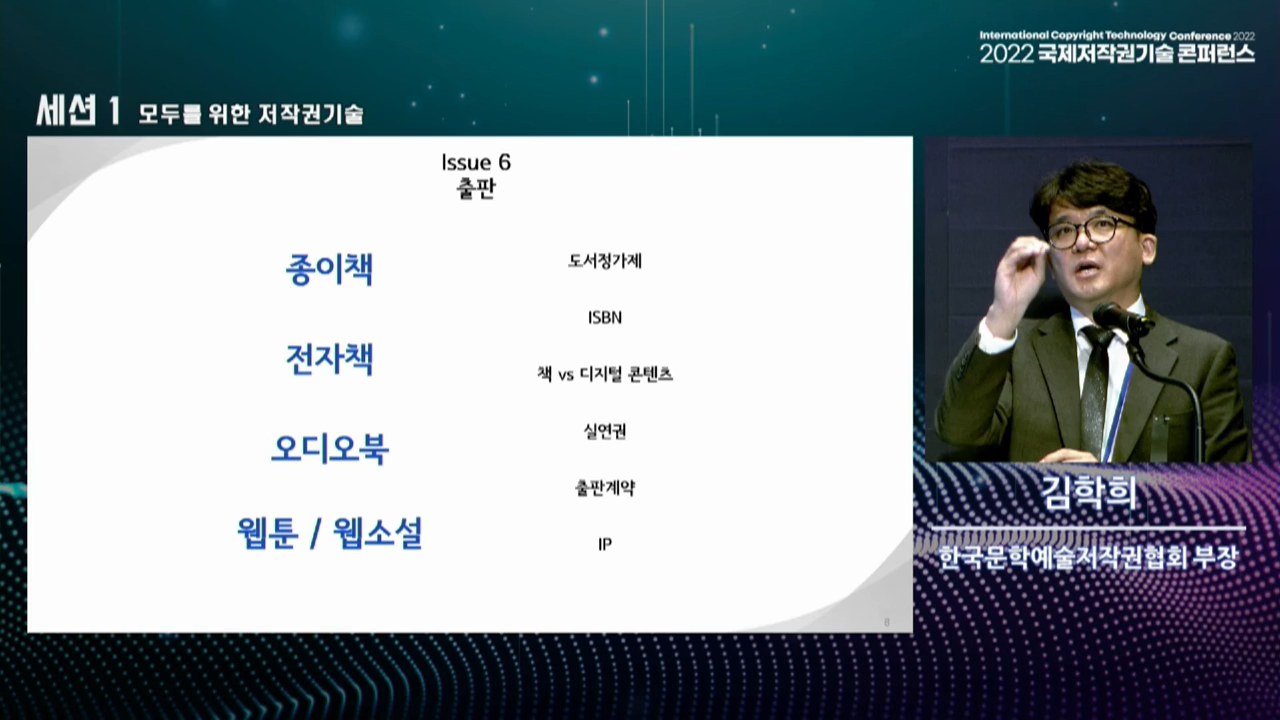 International Copyright Technology Conference 2022
2022 국제저작권기술 콘퍼런스
세션 1 모두를 위한 저작권기술
Issue 6
출판
종이책
전자책
오디오북
웹툰 / 웹소설
도서정가제
ISBN
책 vs 디지털 콘텐츠
실연권
출판계약
IP
8
김학희
한국문학예술저작권협회 부장